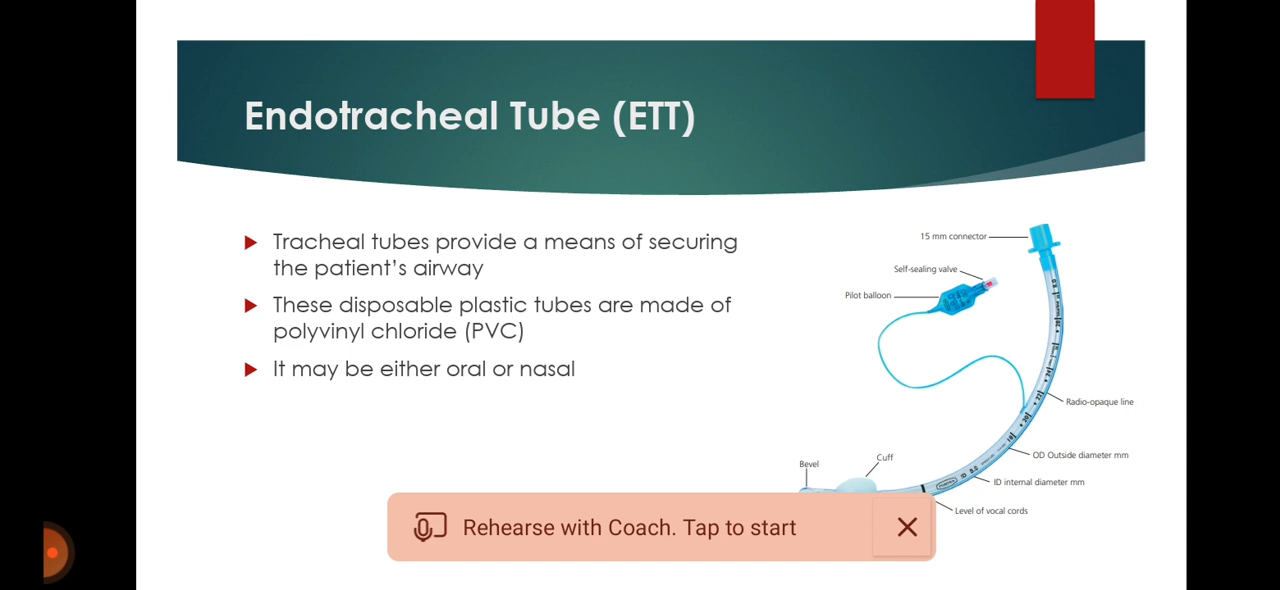 Endotracheal Tube (ETT)
Tracheal tubes provide a means of securing
the patient's airway
These disposable plastic tubes are made of
polyvinyl chloride (PVC)
It may be either oral or nasal
15 mm connector
Self-sealing valve
Pilot balloon
Radio-opaque line
OD Outside diameter mm
ID internal diameter mm
Level of vocal cords
Bevel
Cuff
Rehearse with Coach. Tap to start